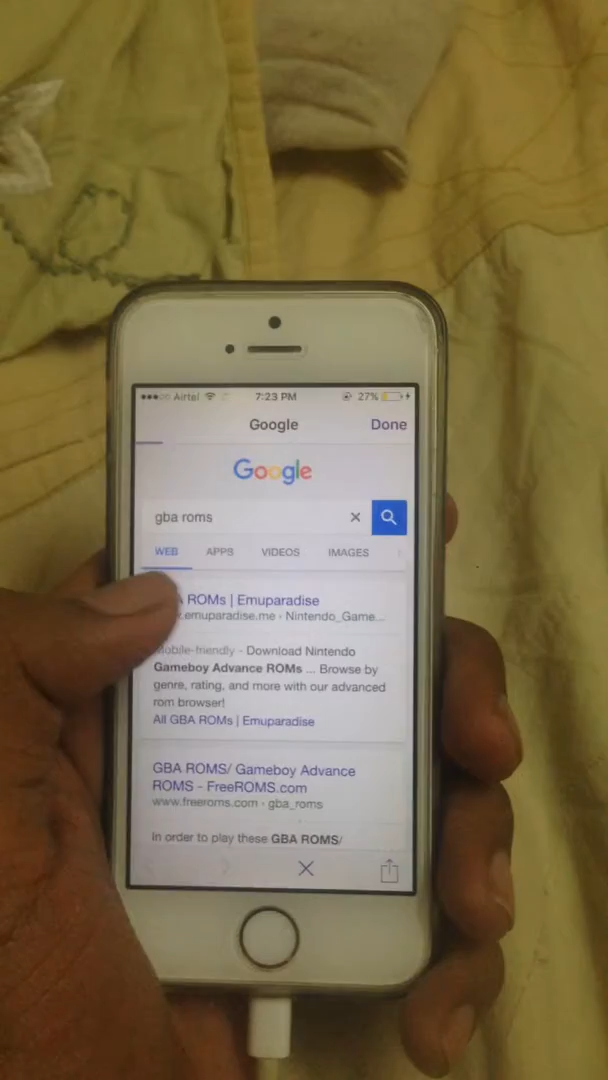 Airtel 7:23 PM 27%
Google Done
Google
gba roms
WEB APPS VIDEOS IMAGES
ROMs | Emuparadise
.emuparadise.me › Nintendo_Game...
Mobile-friendly - Download Nintendo
Gameboy Advance ROMs ... Browse by
genre, rating, and more with our advanced
rom browser!
All GBA ROMs | Emuparadise
GBA ROMS/ Gameboy Advance
ROMS - FreeROMS.com
www.freeroms.com › gba_roms
In order to play these GBA ROMS/